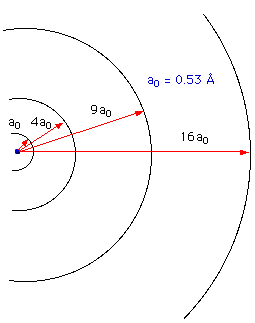 a₀ = 0.53 Å
9a₀
a₀
4a₀
16a₀